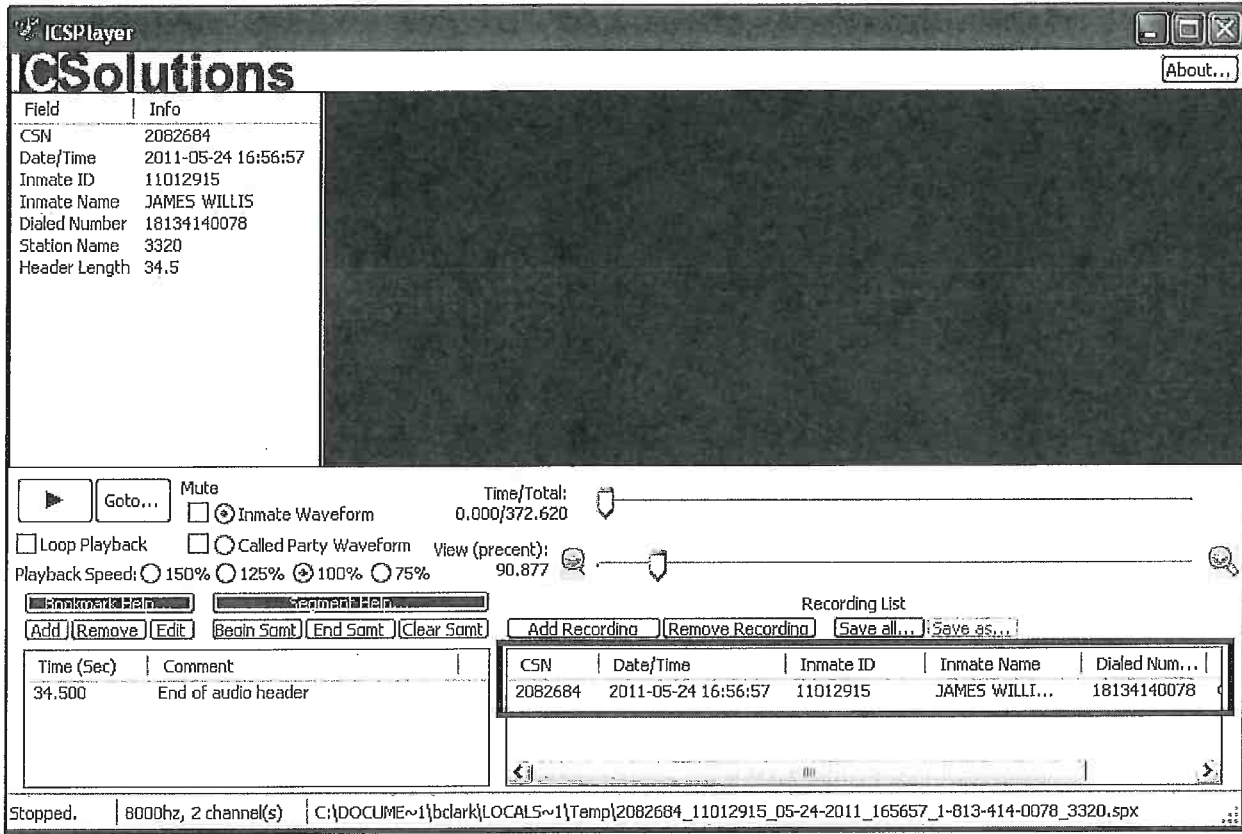 ICSPlayer
ICSolutions
About...
Field Info
CSN 2082684
Date/Time 2011-05-24 16:56:57
Inmate ID 11012915
Inmate Name JAMES WILLIS
Dialed Number 18134140078
Station Name 3320
Header Length 34.5
Goto...
Mute
Inmate Waveform
Time/Total:
0.000/372.620
Loop Playback
Called Party Waveform
View (precent):
90.877
Playback Speed: 150% 125% 100% 75%
Bookmark Help... Segment Help... Recording List
Add Remove Edit Begin Sgmt End Sgmt Clear Sgmt Add Recording Remove Recording Save all... Save as...
Time (Sec) Comment
34.500 End of audio header
CSN Date/Time Inmate ID Inmate Name Dialed Num...
2082684 2011-05-24 16:56:57 11012915 JAMES WILLI... 18134140078
Stopped. 8000hz, 2 channel(s) C:\DOCUME~1\bclark\LOCALS~1\Temp\2082684_11012915_05-24-2011_165657_1-813-414-0078_3320.spx